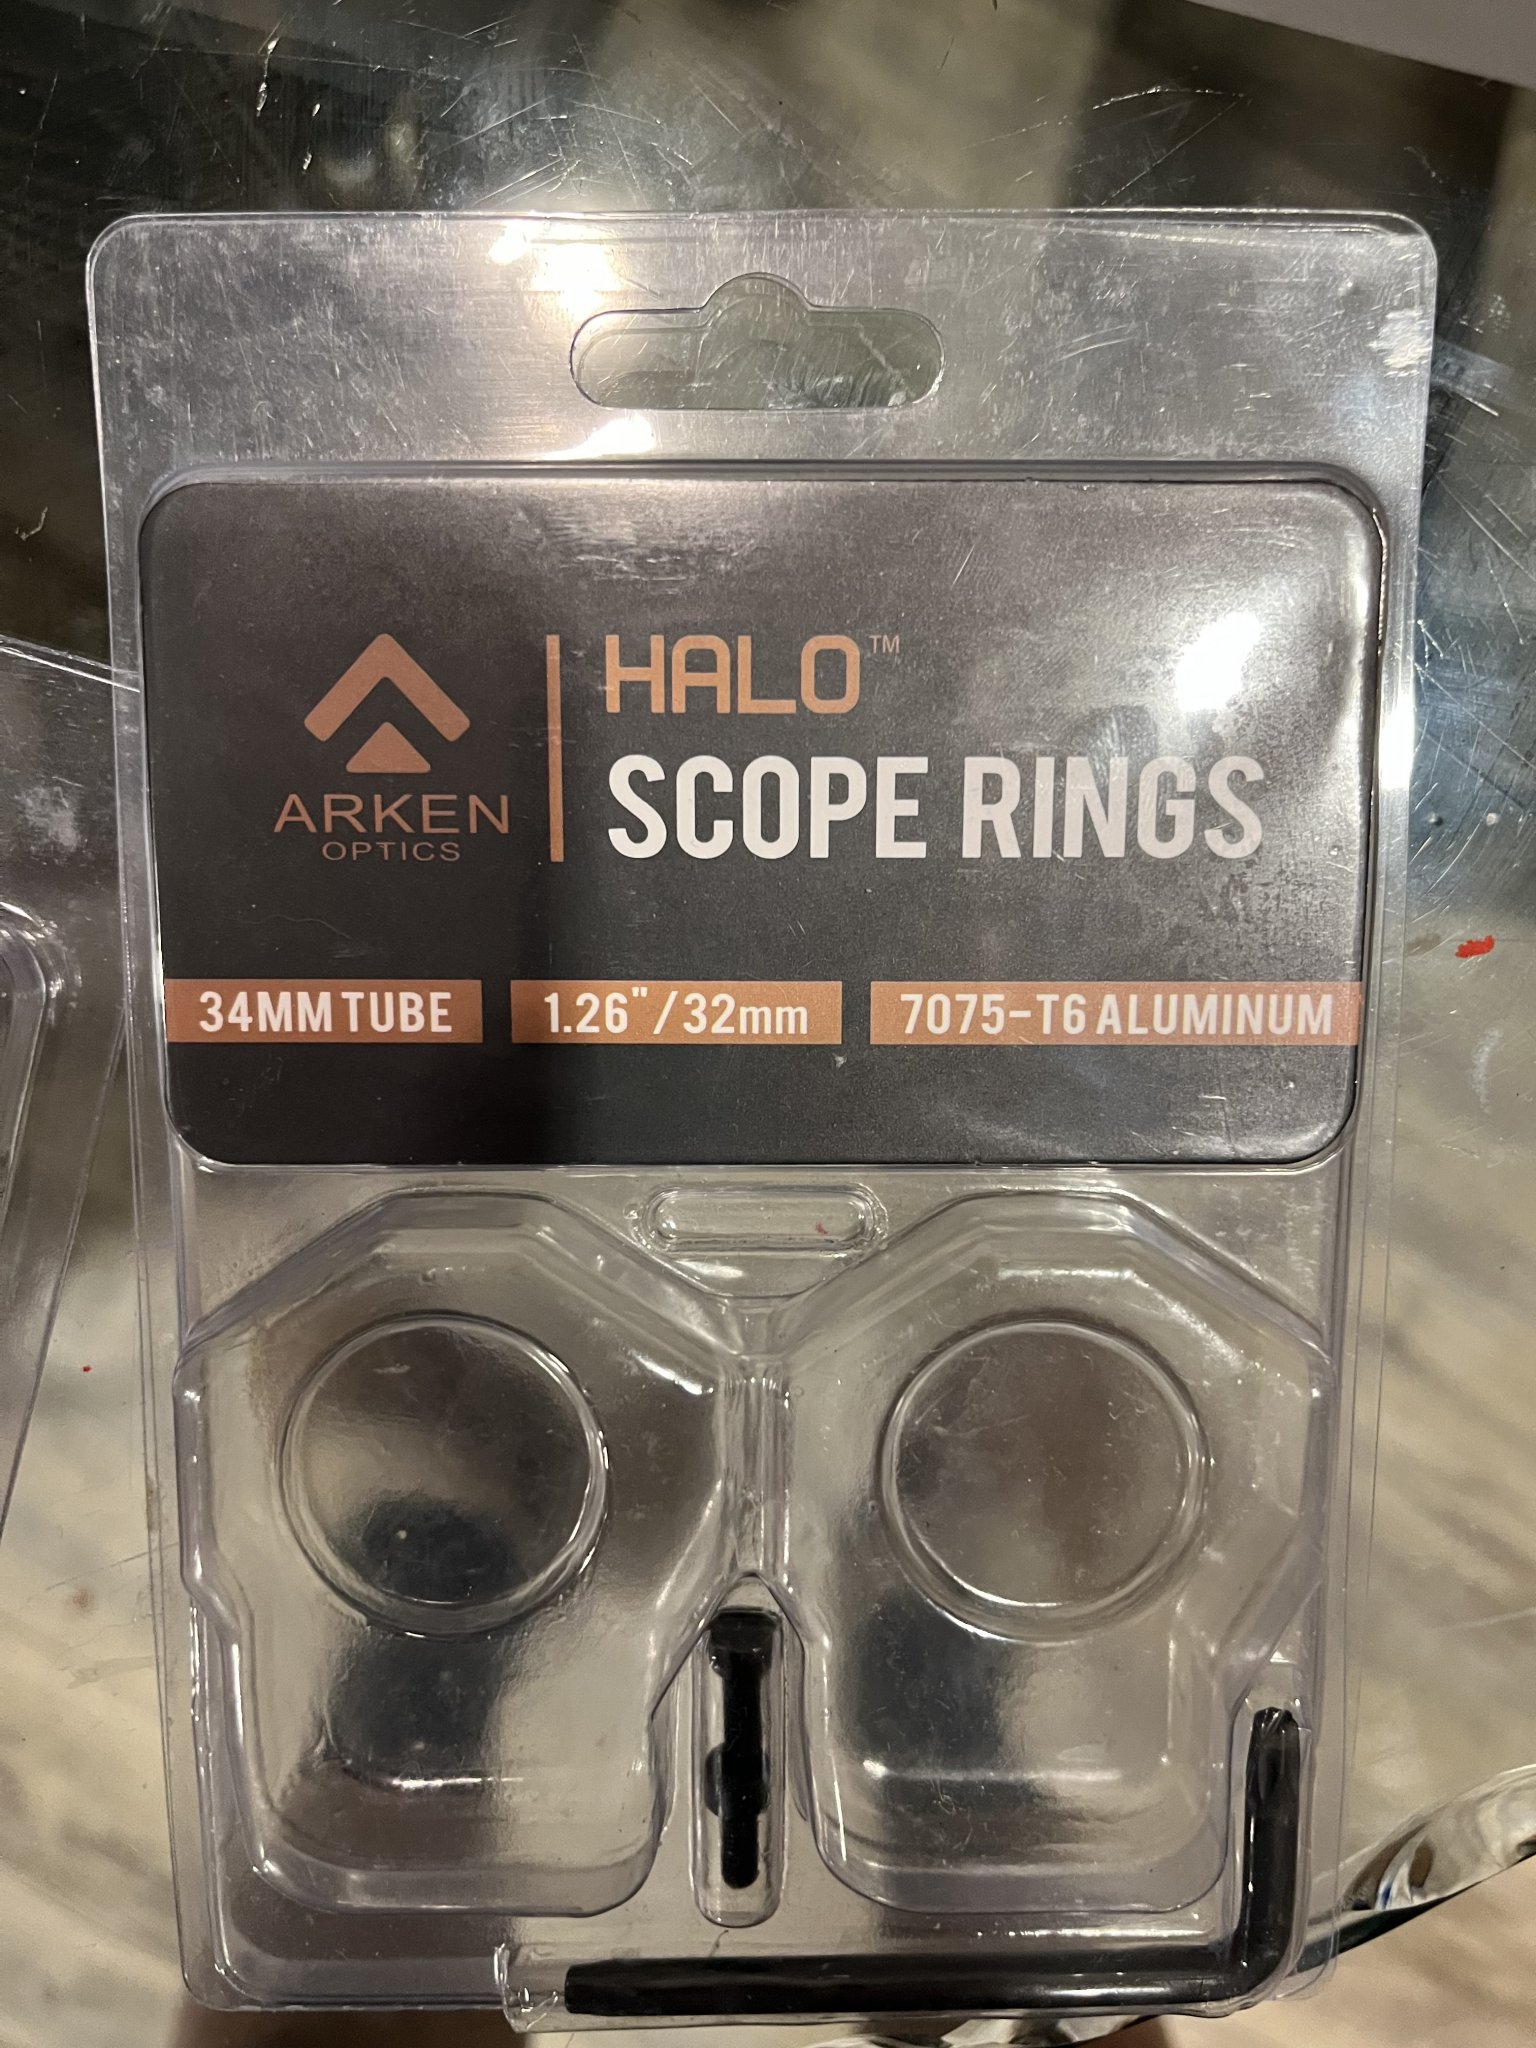 HALO™
SCOPE RINGS
ARKEN
OPTICS
34MM TUBE
1.26"/32mm
7075-T6 ALUMINUM